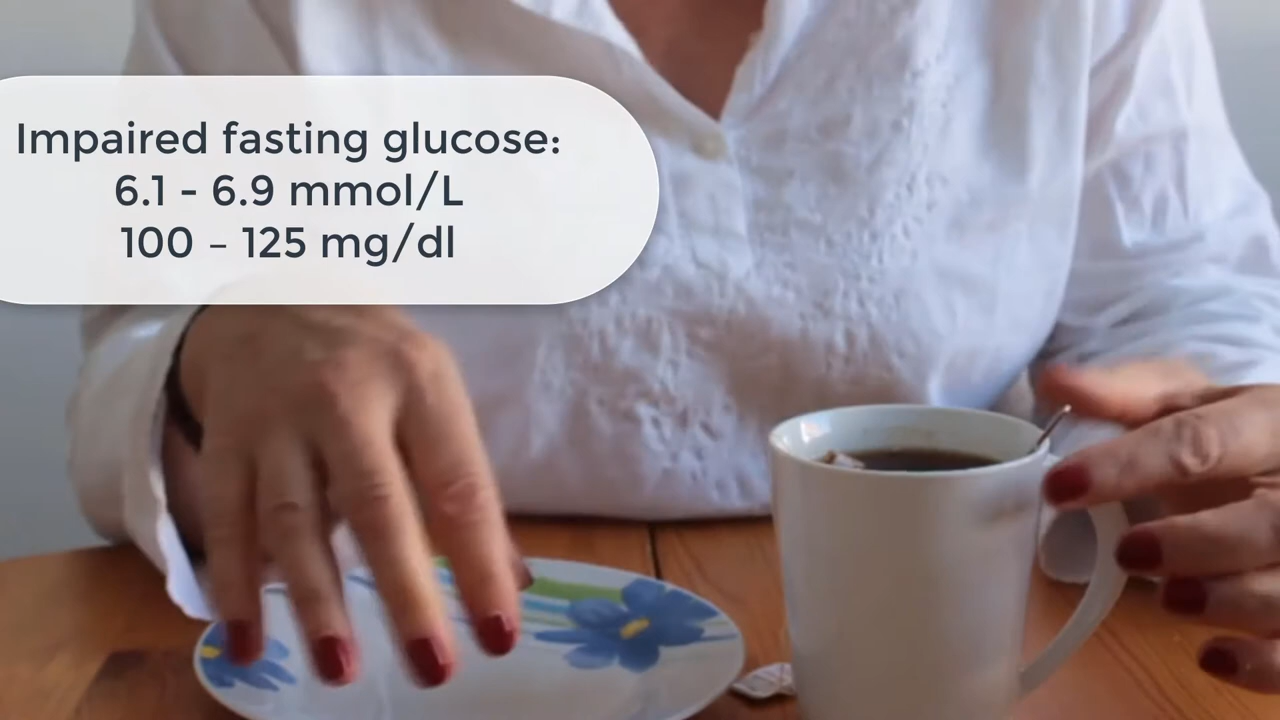 Impaired fasting glucose:
6.1 - 6.9 mmol/L
100 – 125 mg/dl